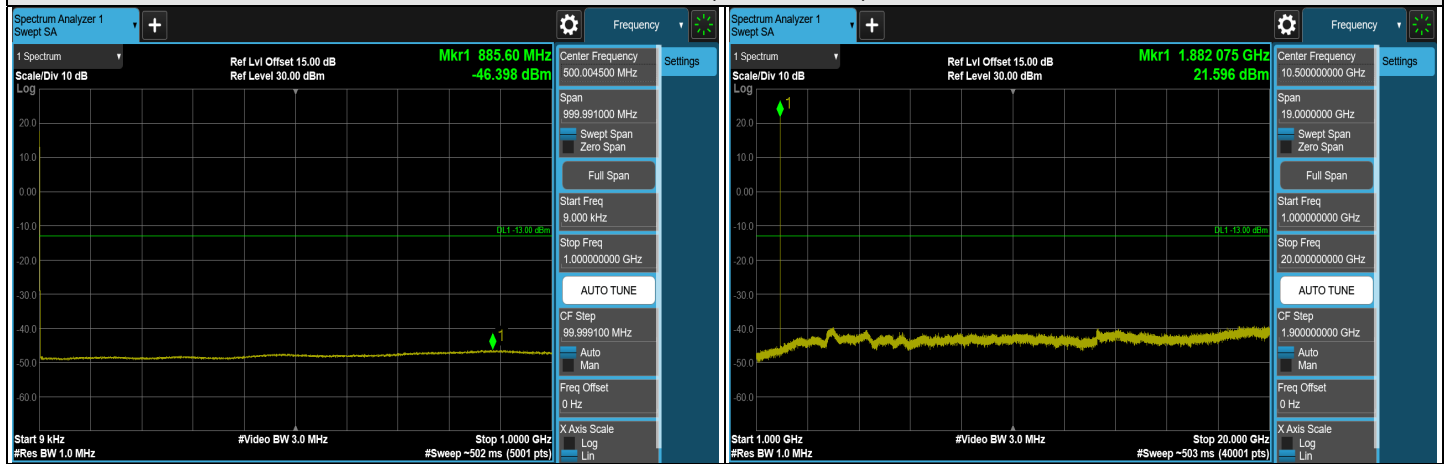 Spectrum Analyzer 1
Swept SA
+
Frequency
1 Spectrum
Scale/Div 10 dB
Log
Ref Lvl Offset 15.00 dB
Ref Level 30.00 dBm
Mkr1 885.60 MHz
-46.398 dBm
20.0
10.0
0.00
-10.0
-20.0
-30.0
-40.0
-50.0
-60.0
DL1 -13.00 dBm
1
Start 9 kHz
#Res BW 1.0 MHz
#Video BW 3.0 MHz
Stop 1.0000 GHz
#Sweep ~502 ms (5001 pts)
Center Frequency
500.004500 MHz
Settings
Span
999.991000 MHz
Swept Span
Zero Span
Full Span
Start Freq
9.000 kHz
Stop Freq
1.000000000 GHz
AUTO TUNE
CF Step
99.999100 MHz
Auto
Man
Freq Offset
0 Hz
X Axis Scale
Log
Lin
Spectrum Analyzer 1
Swept SA
+
Frequency
1 Spectrum
Scale/Div 10 dB
Log
Ref Lvl Offset 15.00 dB
Ref Level 30.00 dBm
Mkr1 1.882 075 GHz
21.596 dBm
1
20.0
10.0
0.00
-10.0
-20.0
-30.0
-40.0
-50.0
-60.0
DL1 -13.00 dBm
Start 1.000 GHz
#Res BW 1.0 MHz
#Video BW 3.0 MHz
Stop 20.000 GHz
#Sweep ~503 ms (40001 pts)
Center Frequency
10.500000000 GHz
Settings
Span
19.0000000 GHz
Swept Span
Zero Span
Full Span
Start Freq
1.000000000 GHz
Stop Freq
20.000000000 GHz
AUTO TUNE
CF Step
1.900000000 GHz
Auto
Man
Freq Offset
0 Hz
X Axis Scale
Log
Lin